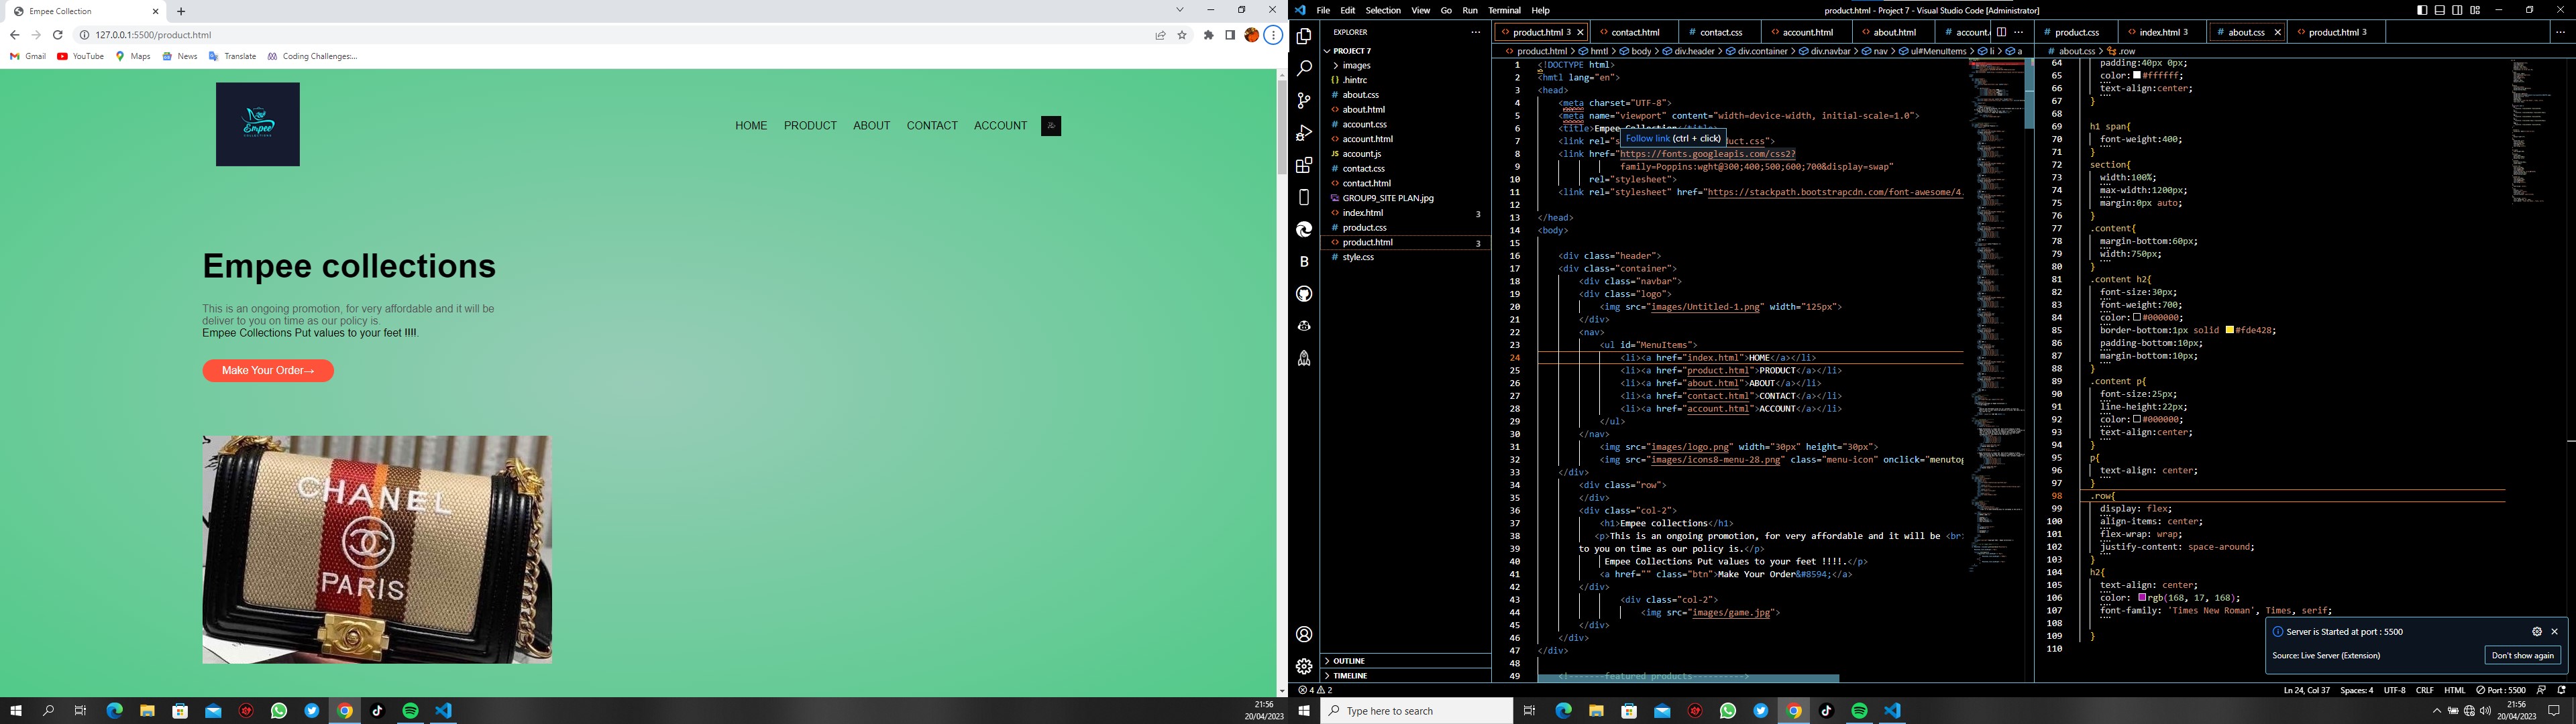 Empee Collection
127.0.0.1:5500/product.html
Gmail YouTube Maps News Translate Coding Challenges:...
Empee
COLLECTIONS
HOME PRODUCT ABOUT CONTACT ACCOUNT
Empee collections
This is an ongoing promotion, for very affordable and it will be
deliver to you on time as our policy is.
Empee Collections Put values to your feet !!!!.
Make Your Order→
CHANEL
PARIS
21:56
20/04/2023
File Edit Selection View Go Run Terminal Help
product.html - Project 7 - Visual Studio Code [Administrator]
EXPLORER
PROJECT 7
images
{} .hintrc
# about.css
<> about.html
# account.css
<> account.html
JS account.js
# contact.css
<> contact.html
GROUP9_SITE PLAN.jpg
<> index.html 3
# product.css
<> product.html 3
# style.css
OUTLINE
TIMELINE
<> product.html 3 <> contact.html # contact.css <> account.html <> about.html # account.
<> product.html > hmtl > body > div.header > div.container > div.navbar > nav > ul#MenuItems > li > a
1 <!DOCTYPE html>
2 <hmtl lang="en">
3 <head>
4 <meta charset="UTF-8">
5 <meta name="viewport" content="width=device-width, initial-scale=1.0">
6 <title>Empee Collection</title>
Follow link (ctrl + click)
7 <link rel="s uct.css">
8 <link href="https://fonts.googleapis.com/css2?
9 family=Poppins:wght@300;400;500;600;700&display=swap"
10 rel="stylesheet">
11 <link rel="stylesheet" href="https://stackpath.bootstrapcdn.com/font-awesome/4.
12
13 </head>
14 <body>
15
16 <div class="header">
17 <div class="container">
18 <div class="navbar">
19 <div class="logo">
20 <img src="images/Untitled-1.png" width="125px">
21 </div>
22 <nav>
23 <ul id="MenuItems">
24 <li><a href="index.html">HOME</a></li>
25 <li><a href="product.html">PRODUCT</a></li>
26 <li><a href="about.html">ABOUT</a></li>
27 <li><a href="contact.html">CONTACT</a></li>
28 <li><a href="account.html">ACCOUNT</a></li>
29 </ul>
30 </nav>
31 <img src="images/logo.png" width="30px" height="30px">
32 <img src="images/icons8-menu-28.png" class="menu-icon" onclick="menutog
33 </div>
34 <div class="row">
35 </div>
36 <div class="col-2">
37 <h1>Empee collections</h1>
38 <p>This is an ongoing promotion, for very affordable and it will be <br>
39 to you on time as our policy is.</p>
40 Empee Collections Put values to your feet !!!!.</p>
41 <a href="" class="btn">Make Your Order&#8594;</a>
42 </div>
43 <div class="col-2">
44 <img src="images/game.jpg">
45 </div>
46 </div>
47 </div>
48
49 <!-------featured products---------->
# product.css <> index.html 3 # about.css <> product.html 3
# about.css > .row
64 padding:40px 0px;
65 color:#ffffff;
66 text-align:center;
67 }
68
69 h1 span{
70 font-weight:400;
71 }
72 section{
73 width:100%;
74 max-width:1200px;
75 margin:0px auto;
76 }
77 .content{
78 margin-bottom:60px;
79 width:750px;
80 }
81 .content h2{
82 font-size:30px;
83 font-weight:700;
84 color:#000000;
85 border-bottom:1px solid #fde428;
86 padding-bottom:10px;
87 margin-bottom:10px;
88 }
89 .content p{
90 font-size:25px;
91 line-height:22px;
92 color:#000000;
93 text-align:center;
94 }
95 p{
96 text-align: center;
97 }
98 .row{
99 display: flex;
100 align-items: center;
101 flex-wrap: wrap;
102 justify-content: space-around;
103 }
104 h2{
105 text-align: center;
106 color: rgb(168, 17, 168);
107 font-family: 'Times New Roman', Times, serif;
108
109 }
110
Server is Started at port : 5500
Source: Live Server (Extension) Don't show again
4 2 Ln 24, Col 37 Spaces: 4 UTF-8 CRLF HTML Port : 5500
Type here to search
21:56
20/04/2023